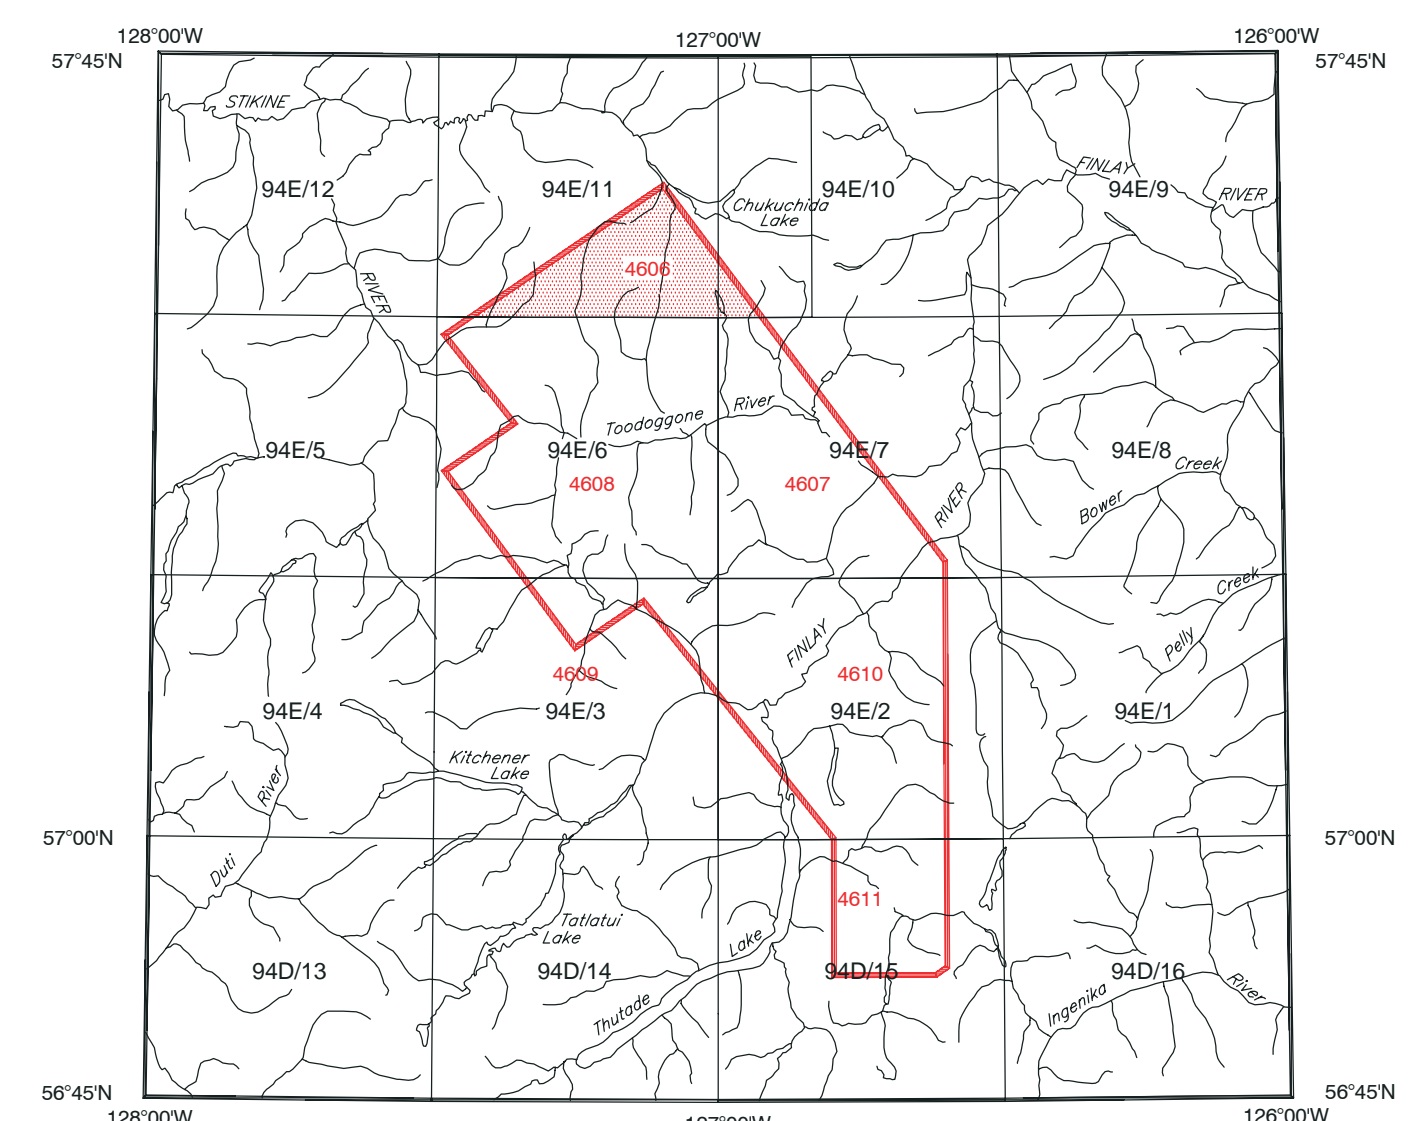 128°00'W
127°00'W
126°00'W
57°45'N
57°45'N
STIKINE
94E/12
94E/11
94E/10
FINLAY
94E/9
RIVER
Chukuchida
Lake
4606
RIVER
Toodoggone
River
94E/5
94E/6
94E/7
94E/8
Creek
4608
4607
RIVER
Bower
Creek
FINLAY
Pelly
4609
4610
94E/4
94E/3
94E/2
94E/1
Kitchener
Lake
River
57°00'N
57°00'N
Duti
4611
Tatlatui
Lake
Lake
94D/13
94D/14
94D/15
94D/16
River
Ingenika
Thutade
56°45'N
56°45'N
128°00'W
127°00'W
126°00'W